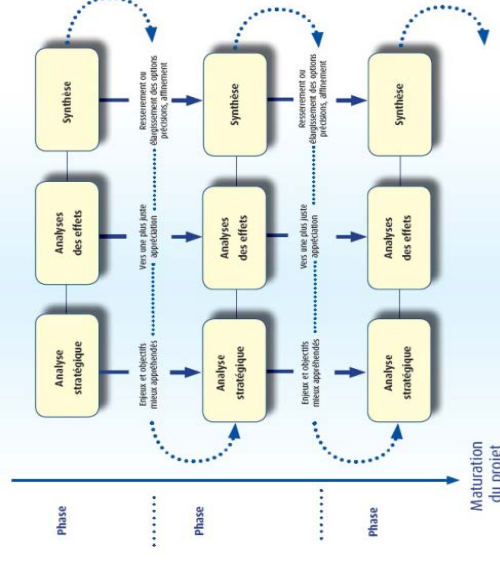 Phase
Analyse
stratégique
Analyses
des effets
Synthèse
Enjeux et objectifs
mieux appréhendés
Vers une plus juste
appréciation
Resserrement ou
élargissement des options
précisions, affinement
Phase
Analyse
stratégique
Analyses
des effets
Synthèse
Enjeux et objectifs
mieux appréhendés
Vers une plus juste
appréciation
Resserrement ou
élargissement des options
précisions, affinement
Phase
Analyse
stratégique
Analyses
des effets
Synthèse
Maturation
du projet